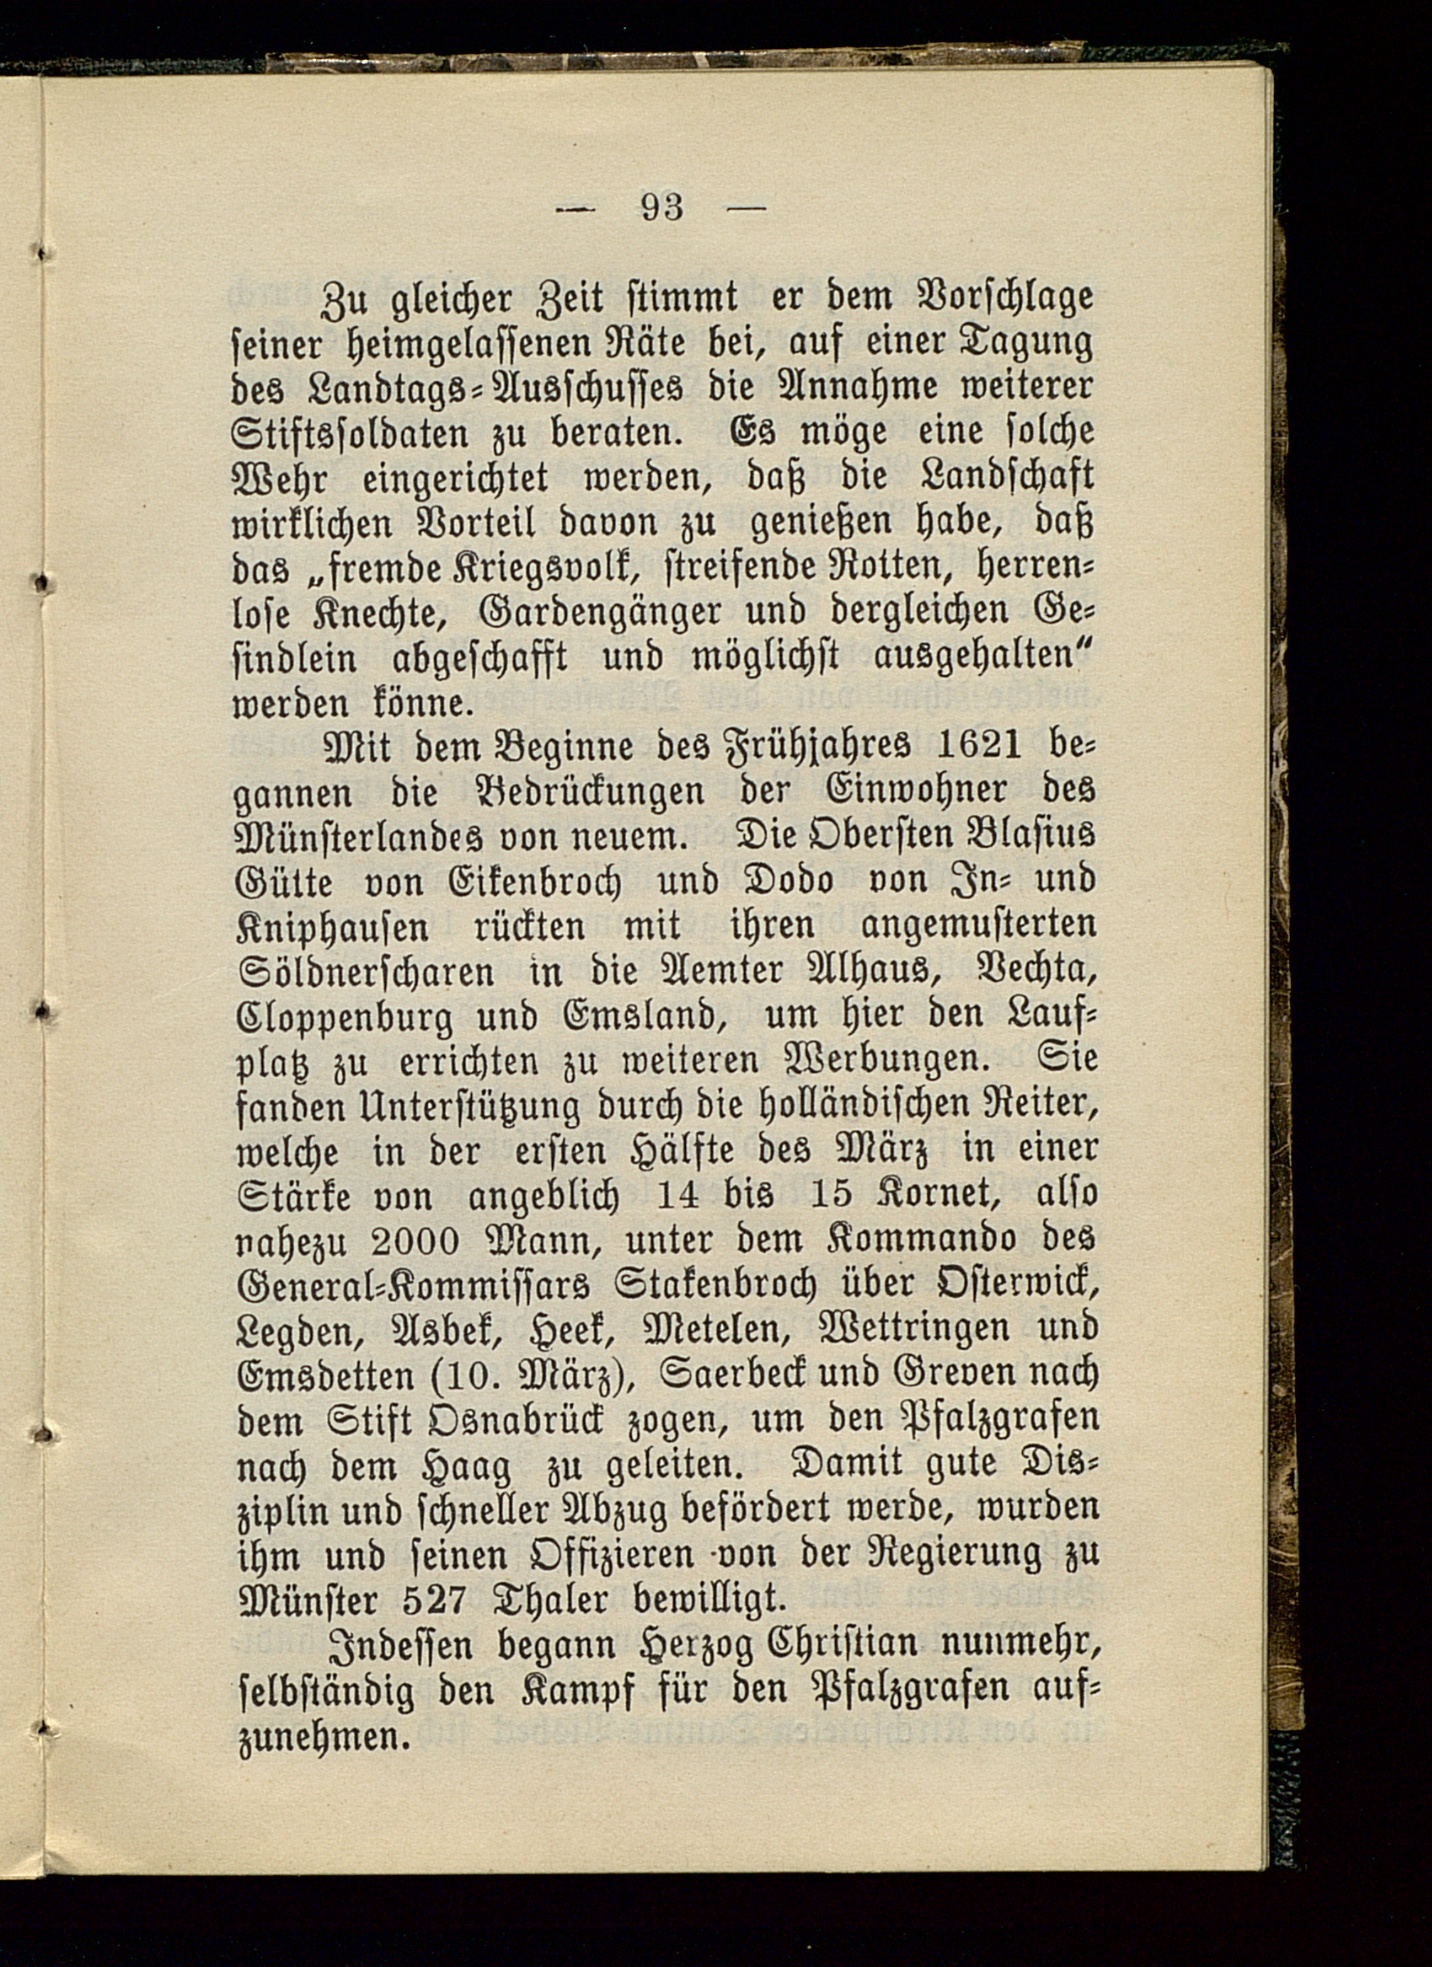 — 93 —
Zu gleicher Zeit stimmt er dem Vorschlage
seiner heimgelassenen Räte bei, auf einer Tagung
des Landtags-Ausschusses die Annahme weiterer
Stiftssoldaten zu beraten. Es möge eine solche
Wehr eingerichtet werden, daß die Landschaft
wirklichen Vorteil davon zu genießen habe, daß
das „fremde Kriegsvolk, streifende Rotten, herren-
lose Knechte, Gardengänger und dergleichen Ge-
sindlein abgeschafft und möglichst ausgehalten“
werden könne.
Mit dem Beginne des Frühjahres 1621 be-
gannen die Bedrückungen der Einwohner des
Münsterlandes von neuem. Die Obersten Blasius
Gütte von Eikenbroch und Dodo von In- und
Kniphausen rückten mit ihren angemusterten
Söldnerscharen in die Aemter Alhaus, Vechta,
Cloppenburg und Emsland, um hier den Lauf-
platz zu errichten zu weiteren Werbungen. Sie
fanden Unterstützung durch die holländischen Reiter,
welche in der ersten Hälfte des März in einer
Stärke von angeblich 14 bis 15 Kornet, also
nahezu 2000 Mann, unter dem Kommando des
General-Kommissars Stakenbroch über Osterwick,
Legden, Asbek, Heek, Metelen, Wettringen und
Emsdetten (10. März), Saerbeck und Greven nach
dem Stift Osnabrück zogen, um den Pfalzgrafen
nach dem Haag zu geleiten. Damit gute Dis-
ziplin und schneller Abzug befördert werde, wurden
ihm und seinen Offizieren von der Regierung zu
Münster 527 Thaler bewilligt.
Indessen begann Herzog Christian nunmehr,
selbständig den Kampf für den Pfalzgrafen auf-
zunehmen.